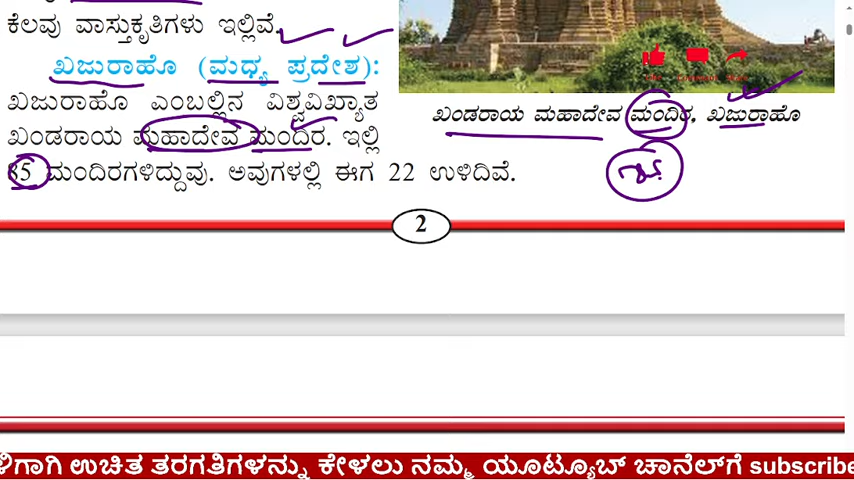 ಕೆಲವು ವಾಸ್ತುಕೃತಿಗಳು ಇಲ್ಲಿವೆ.
ಖಜುರಾಹೊ (ಮಧ್ಯ ಪ್ರದೇಶ):
ಖಜುರಾಹೊ ಎಂಬಲ್ಲಿನ ವಿಶ್ವವಿಖ್ಯಾತ
ಖಂಡರಾಯ ಮಹಾದೇವ ಮಂದಿರ. ಇಲ್ಲಿ
85 ಮಂದಿರಗಳಿದ್ದುವು. ಅವುಗಳಲ್ಲಿ ಈಗ 22 ಉಳಿದಿವೆ.
ಖಂಡರಾಯ ಮಹಾದೇವ ಮಂದಿರ, ಖಜುರಾಹೊ
2
ಳಿಗಾಗಿ ಉಚಿತ ತರಗತಿಗಳನ್ನು ಕೇಳಲು ನಮ್ಮ ಯೂಟ್ಯೂಬ್ ಚಾನೆಲ್‌ಗೆ subscribe